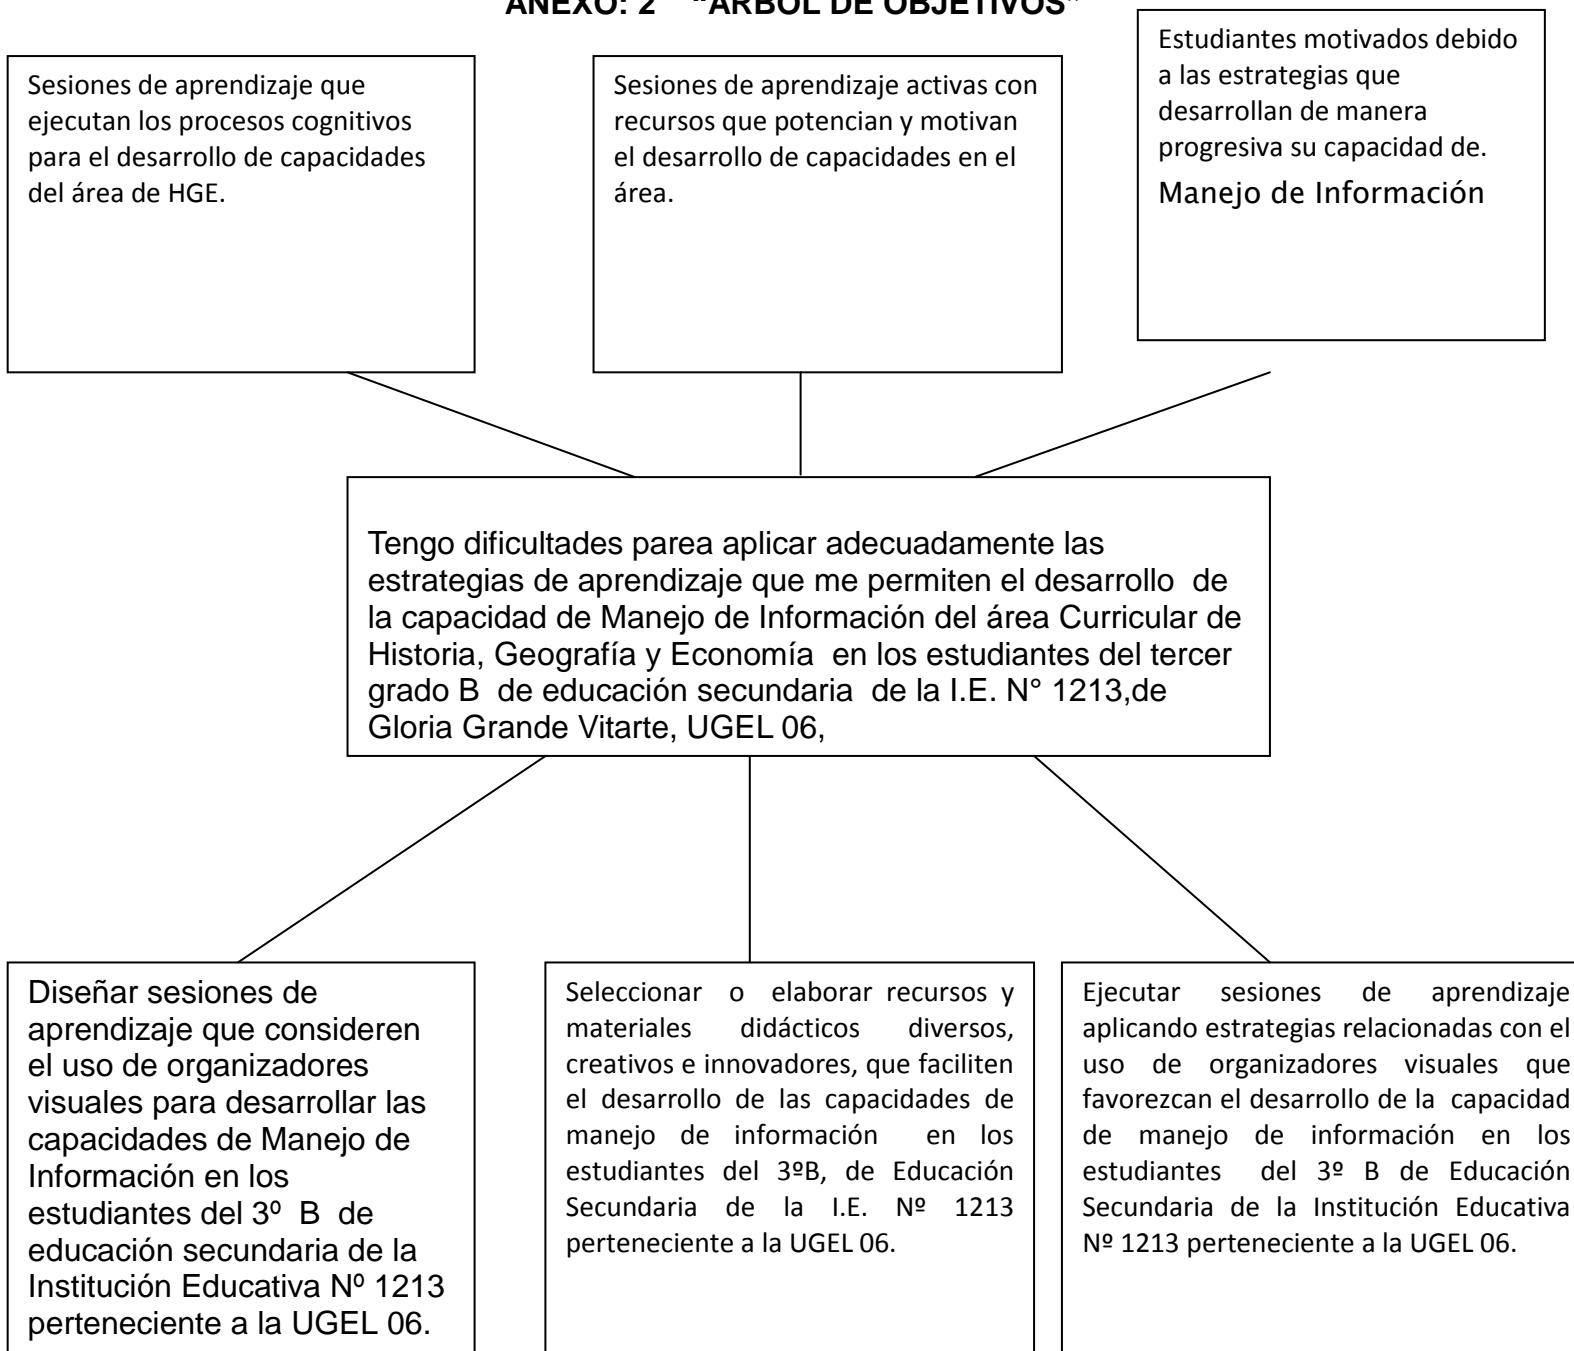 ANEXO: 2 "ÁRBOL DE OBJETIVOS"
Sesiones de aprendizaje que
ejecutan los procesos cognitivos
para el desarrollo de capacidades
del área de HGE.
Sesiones de aprendizaje activas con
recursos que potencian y motivan
el desarrollo de capacidades en el
área.
Estudiantes motivados debido
a las estrategias que
desarrollan de manera
progresiva su capacidad de.
Manejo de Información
Tengo dificultades parea aplicar adecuadamente las
estrategias de aprendizaje que me permiten el desarrollo de
la capacidad de Manejo de Información del área Curricular de
Historia, Geografía y Economía en los estudiantes del tercer
grado B de educación secundaria de la I.E. N° 1213,de
Gloria Grande Vitarte, UGEL 06,
Diseñar sesiones de
aprendizaje que consideren
el uso de organizadores
visuales para desarrollar las
capacidades de Manejo de
Información en los
estudiantes del 3º B de
educación secundaria de la
Institución Educativa Nº 1213
perteneciente a la UGEL 06.
Seleccionar o elaborar recursos y
materiales didácticos diversos,
creativos e innovadores, que faciliten
el desarrollo de las capacidades de
manejo de información en los
estudiantes del 3ºB, de Educación
Secundaria de la I.E. Nº 1213
perteneciente a la UGEL 06.
Ejecutar sesiones de aprendizaje
aplicando estrategias relacionadas con el
uso de organizadores visuales que
favorezcan el desarrollo de la capacidad
de manejo de información en los
estudiantes del 3º B de Educación
Secundaria de la Institución Educativa
Nº 1213 perteneciente a la UGEL 06.